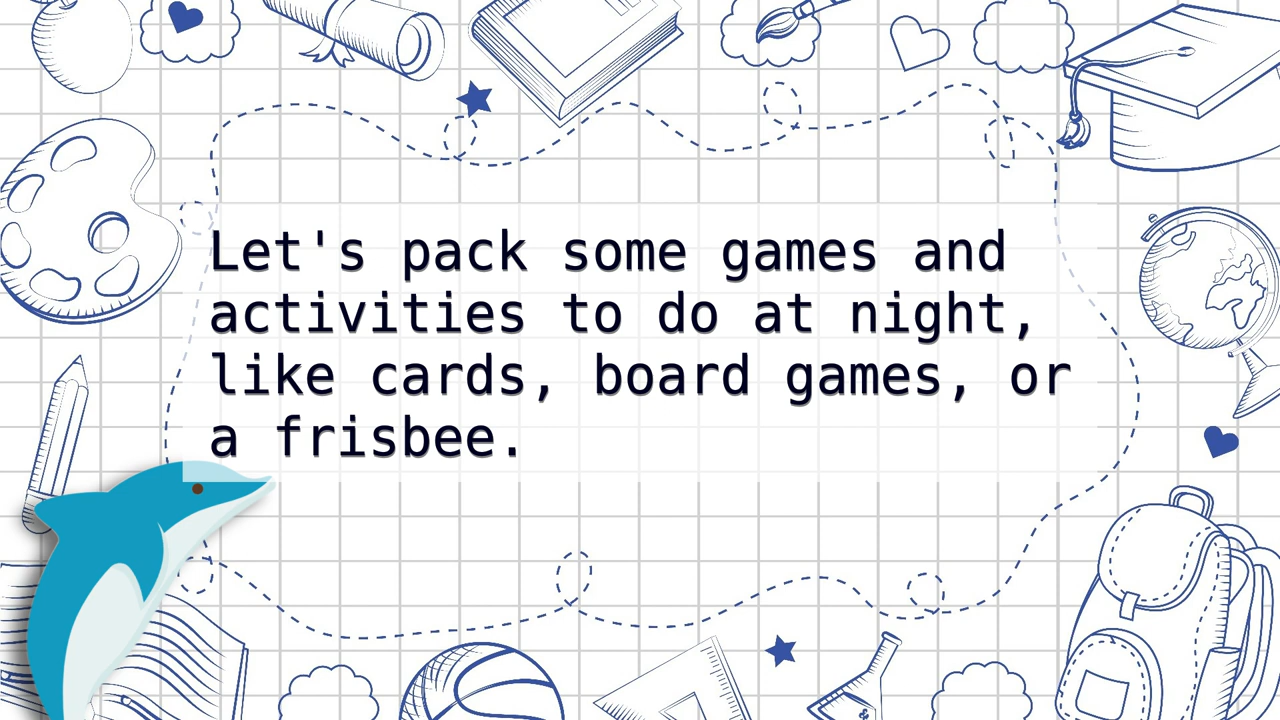 Let's pack some games and
activities to do at night,
like cards, board games, or
a frisbee.